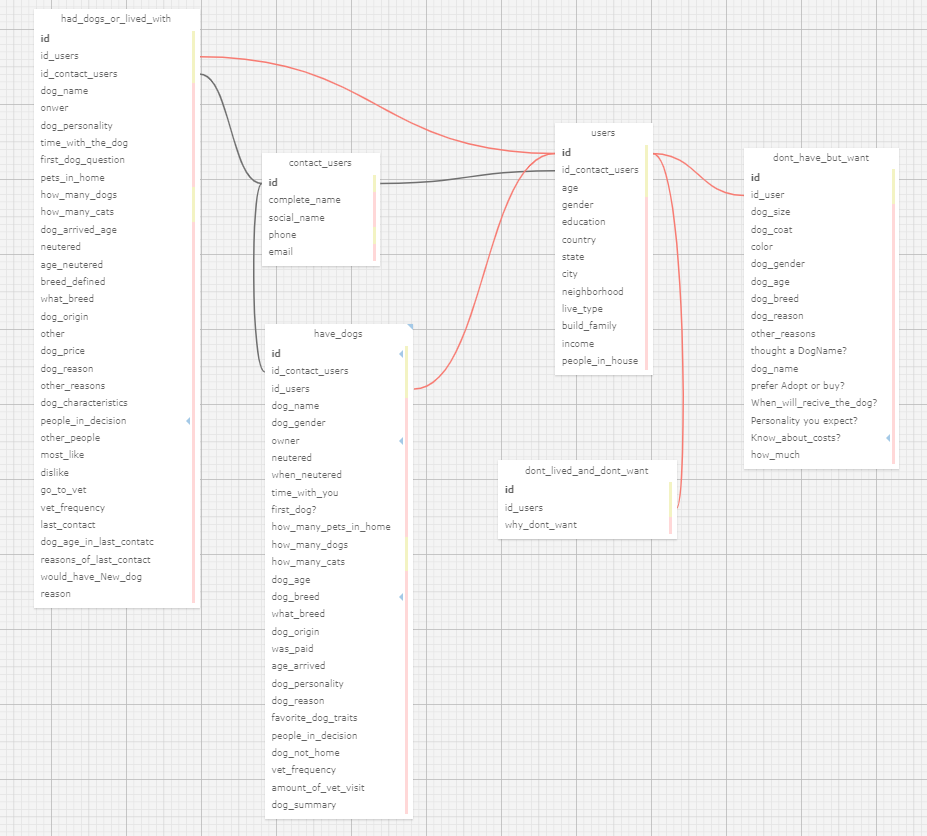 had_dogs_or_lived_with
id
id_users
id_contact_users
dog_name
onwer
dog_personality
time_with_the_dog
first_dog_question
pets_in_home
how_many_dogs
how_many_cats
dog_arrived_age
neutered
age_neutered
breed_defined
what_breed
dog_origin
other
dog_price
dog_reason
other_reasons
dog_characteristics
people_in_decision
other_people
most_like
dislike
go_to_vet
vet_frequency
last_contact
dog_age_in_last_contatc
reasons_of_last_contact
would_have_New_dog
reason
contact_users
id
complete_name
social_name
phone
email
have_dogs
id
id_contact_users
id_users
dog_name
dog_gender
owner
neutered
when_neutered
time_with_you
first_dog?
how_many_pets_in_home
how_many_dogs
how_many_cats
dog_age
dog_breed
what_breed
dog_origin
was_paid
age_arrived
dog_personality
dog_reason
favorite_dog_traits
people_in_decision
dog_not_home
vet_frequency
amount_of_vet_visit
dog_summary
users
id
id_contact_users
age
gender
education
country
state
city
neighborhood
live_type
build_family
income
people_in_house
dont_lived_and_dont_want
id
id_users
why_dont_want
dont_have_but_want
id
id_user
dog_size
dog_coat
color
dog_gender
dog_age
dog_breed
dog_reason
other_reasons
thought a DogName?
dog_name
prefer Adopt or buy?
When_will_recive_the_dog?
Personality you expect?
Know_about_costs?
how_much